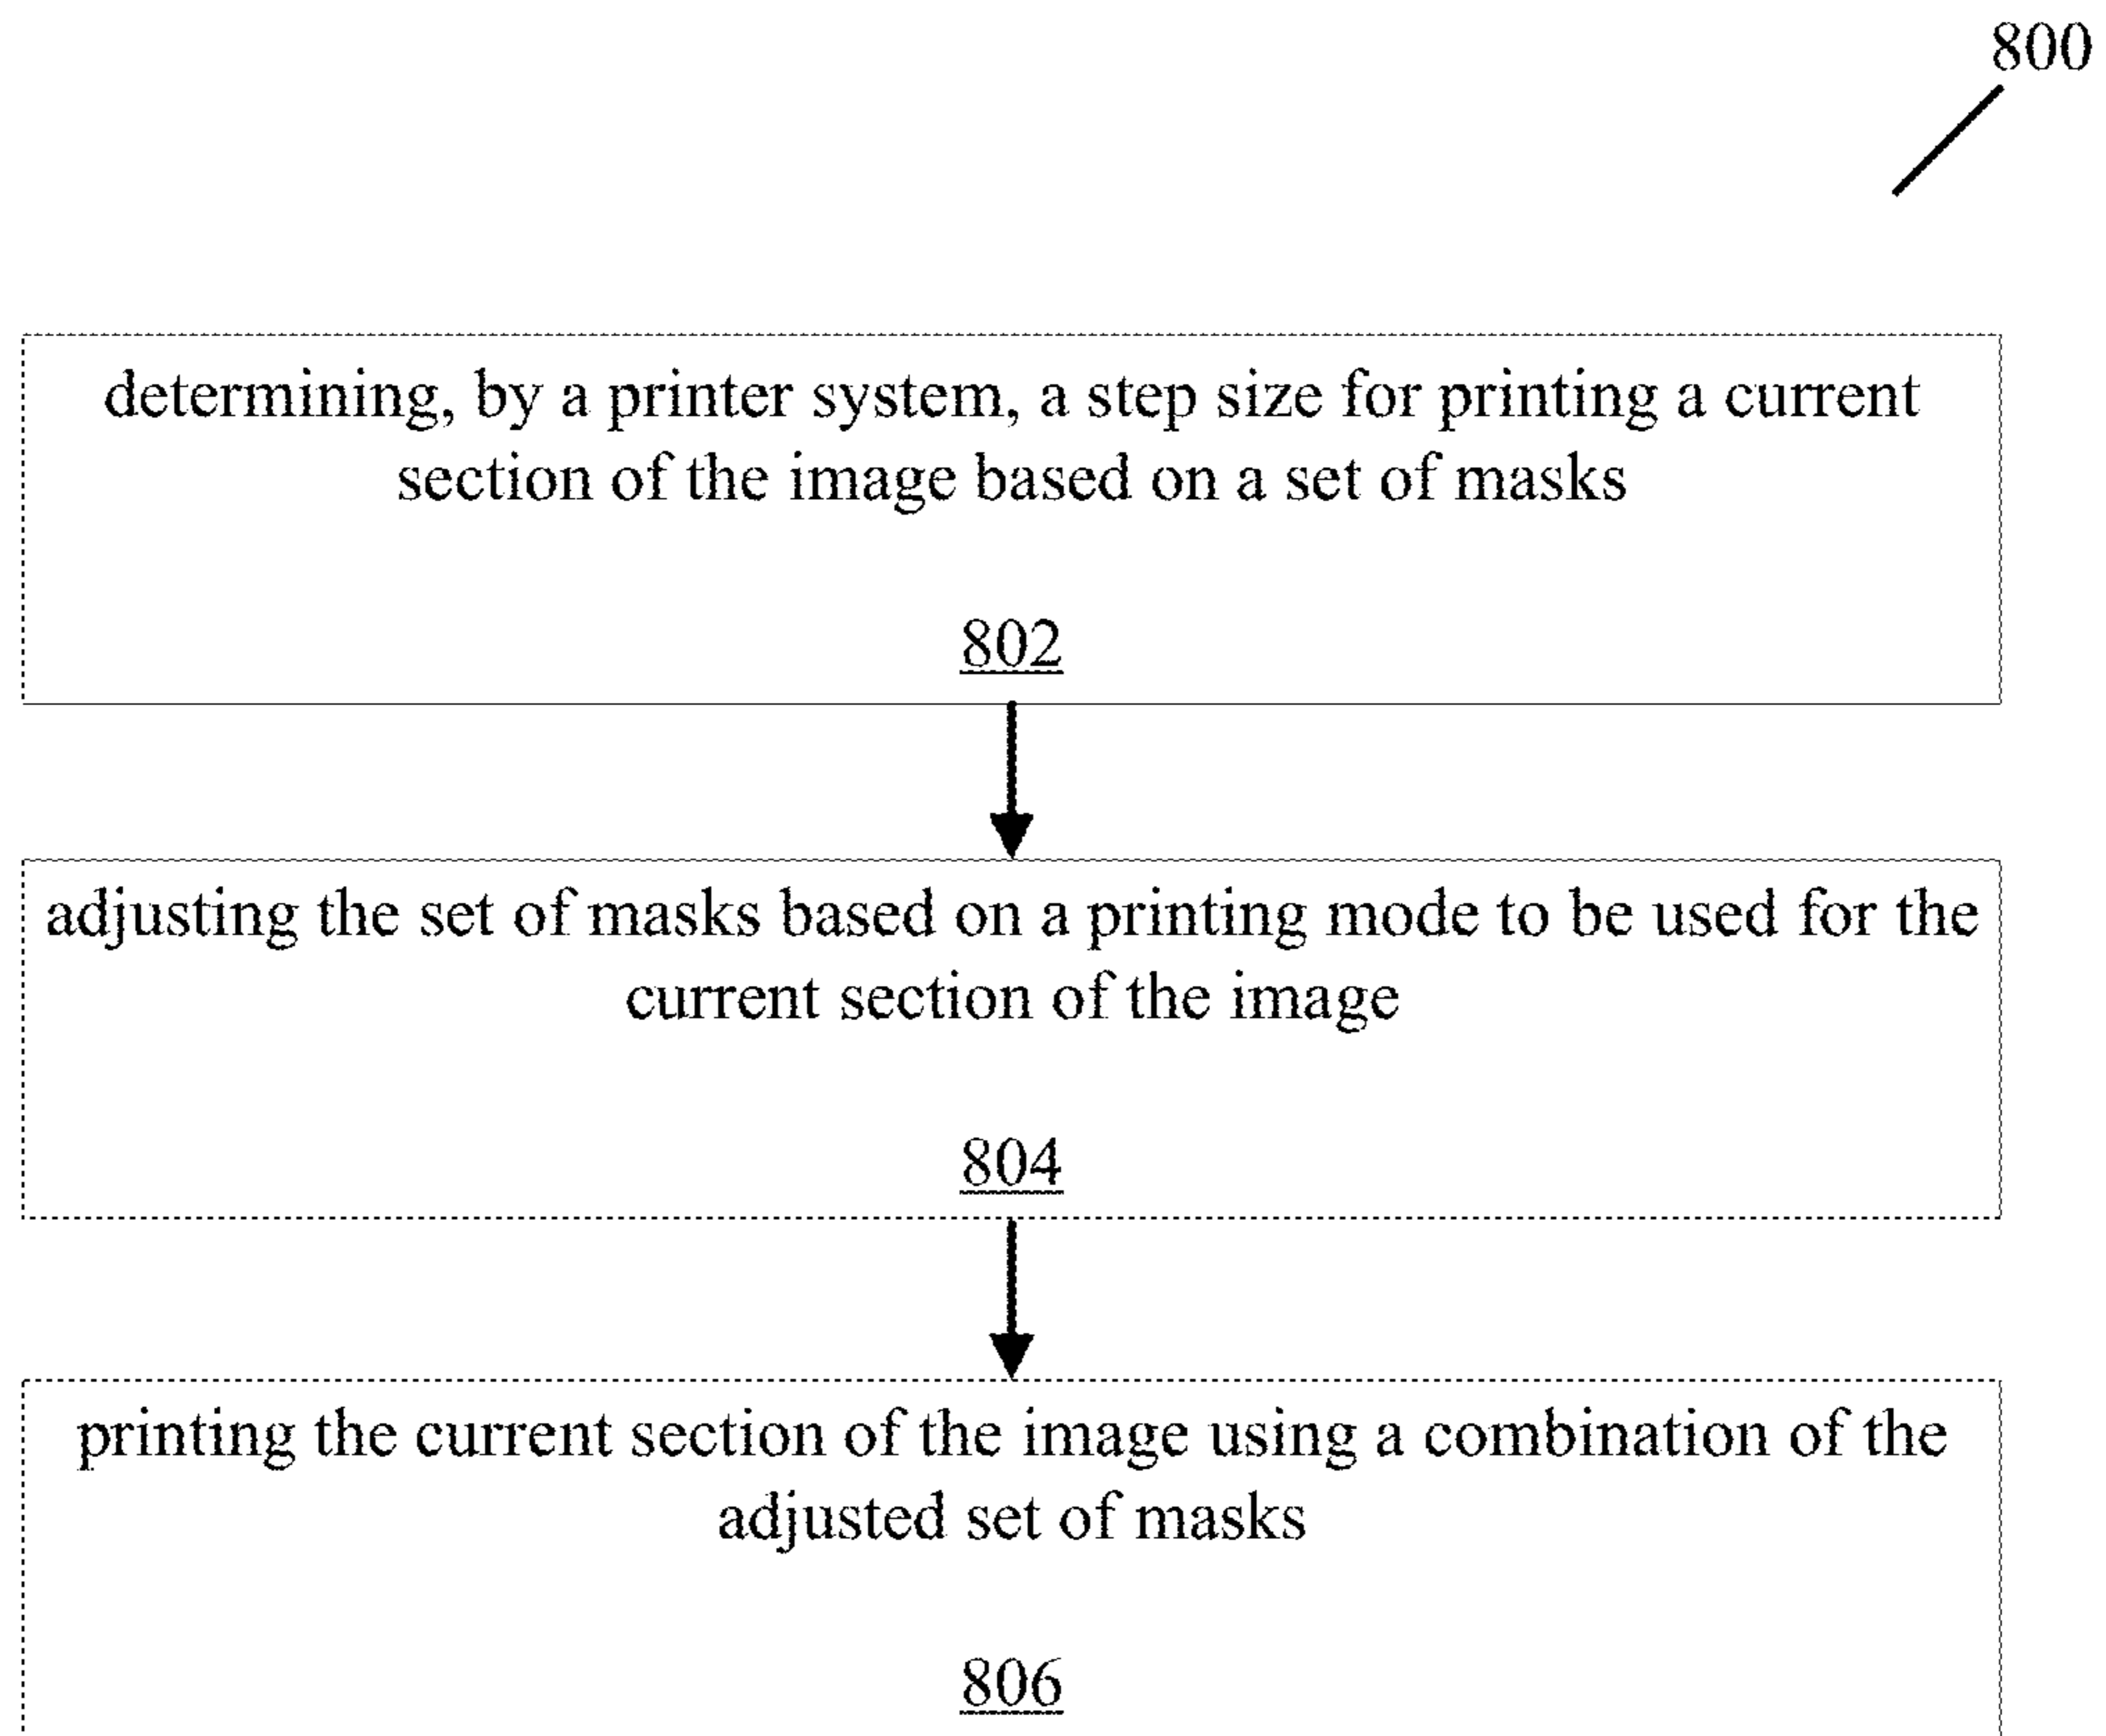 800
determining, by a printer system, a step size for printing a current
section of the image based on a set of masks
802
adjusting the set of masks based on a printing mode to be used for the
current section of the image
804
printing the current section of the image using a combination of the
adjusted set of masks
806